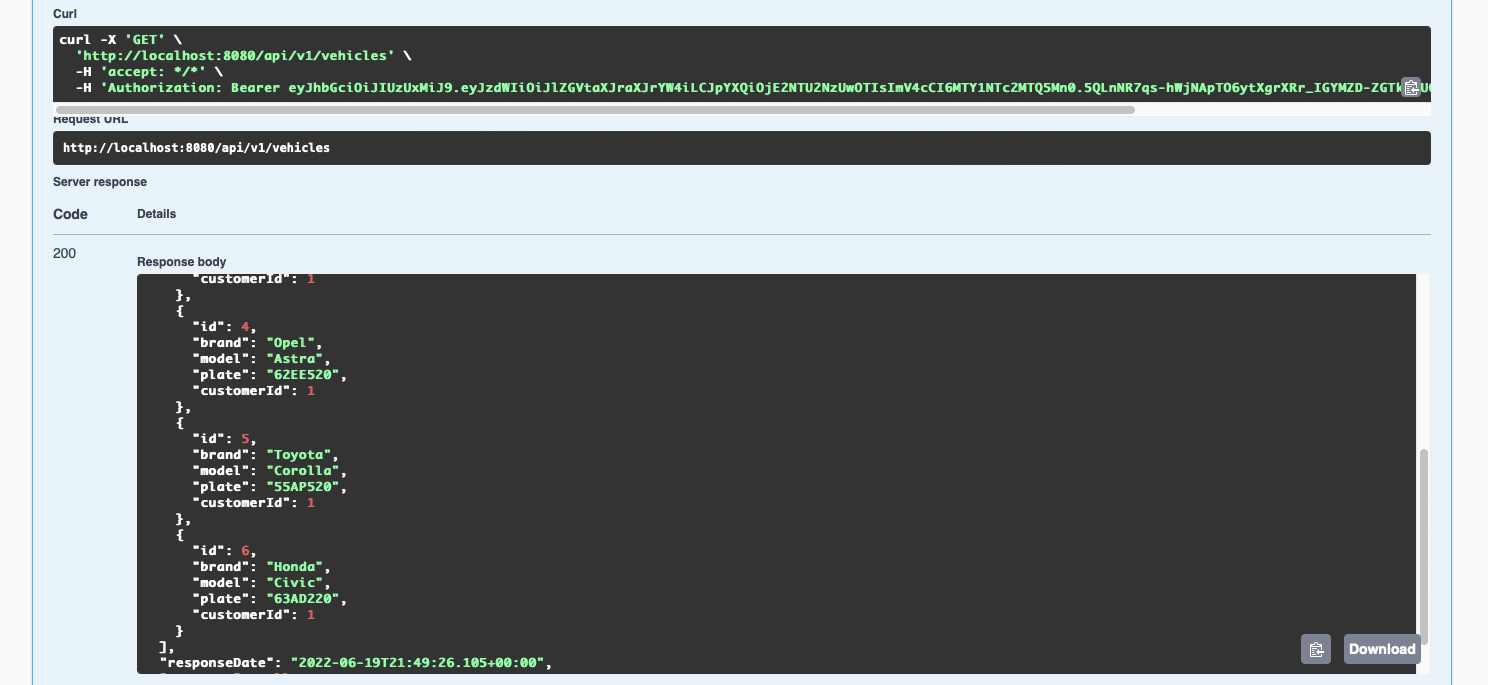 Curl
curl -X 'GET' \
'http://localhost:8080/api/v1/vehicles' \
-H 'accept: */*' \
-H 'Authorization: Bearer eyJhbGciOiJIUzUxMiJ9.eyJzdWIiOiJlZGVtaXJraXJrYW4iLCJpYXQiOjE2NTU2NzUwOTIsImV4cCI6MTY1NTc2MTQ5Mn0.5QLnNR7qs-hWjNApTO6ytXgrXRr_IGYMZD-ZGTk
Request URL
http://localhost:8080/api/v1/vehicles
Server response
Code Details
200
Response body
"customerId": 1
},
{
"id": 4,
"brand": "Opel",
"model": "Astra",
"plate": "62EE520",
"customerId": 1
},
{
"id": 5,
"brand": "Toyota",
"model": "Corolla",
"plate": "55AP520",
"customerId": 1
},
{
"id": 6,
"brand": "Honda",
"model": "Civic",
"plate": "63AD220",
"customerId": 1
}
],
"responseDate": "2022-06-19T21:49:26.105+00:00",
Download